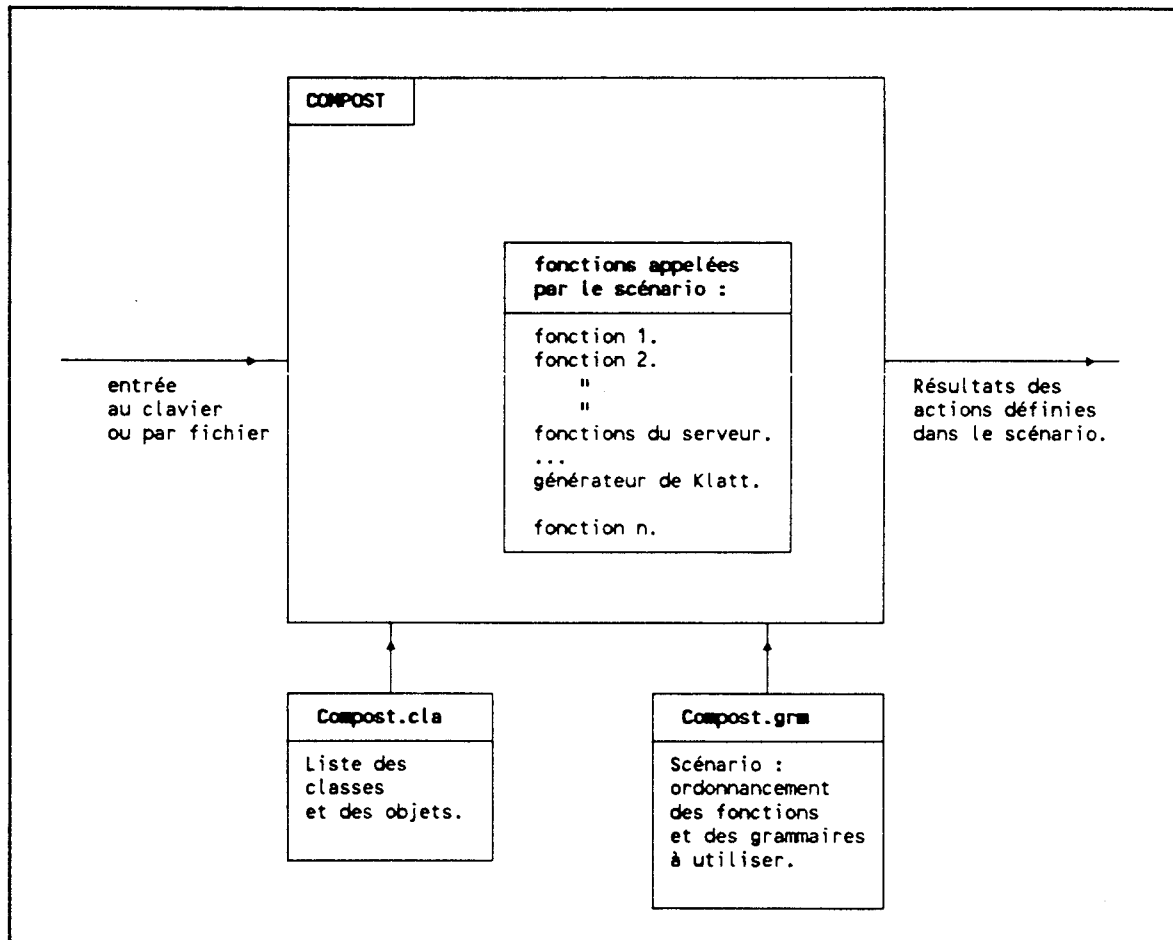 COMPOST
fonctions appelées
par le scénario :
fonction 1.
fonction 2.
"
"
fonctions du serveur.
...
générateur de Klatt.
fonction n.
entrée
au clavier
ou par fichier
Résultats des
actions définies
dans le scénario.
Compost.cla
Liste des
classes
et des objets.
Compost.grm
Scénario :
ordonnancement
des fonctions
et des grammaires
à utiliser.